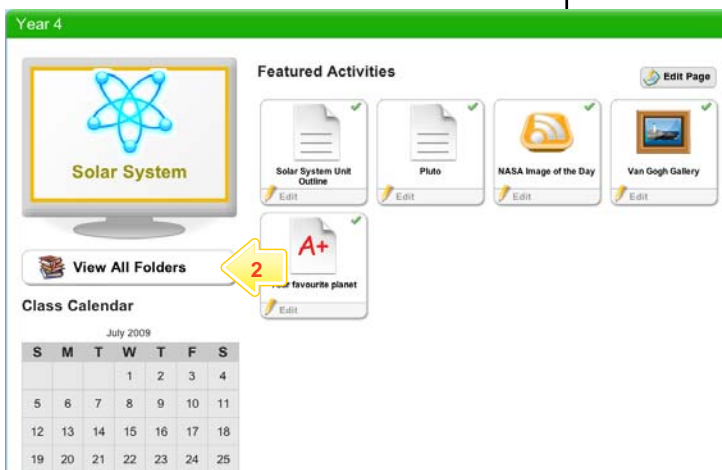 Year 4
Solar System
View All Folders
2
Class Calendar
July 2009
S M T W T F S
1 2 3 4
5 6 7 8 9 10 11
12 13 14 15 16 17 18
19 20 21 22 23 24 25
Featured Activities
Edit Page
Solar System Unit
Outline
Edit
Pluto
Edit
NASA Image of the Day
Edit
Van Gogh Gallery
Edit
A+
favourite planet
Edit